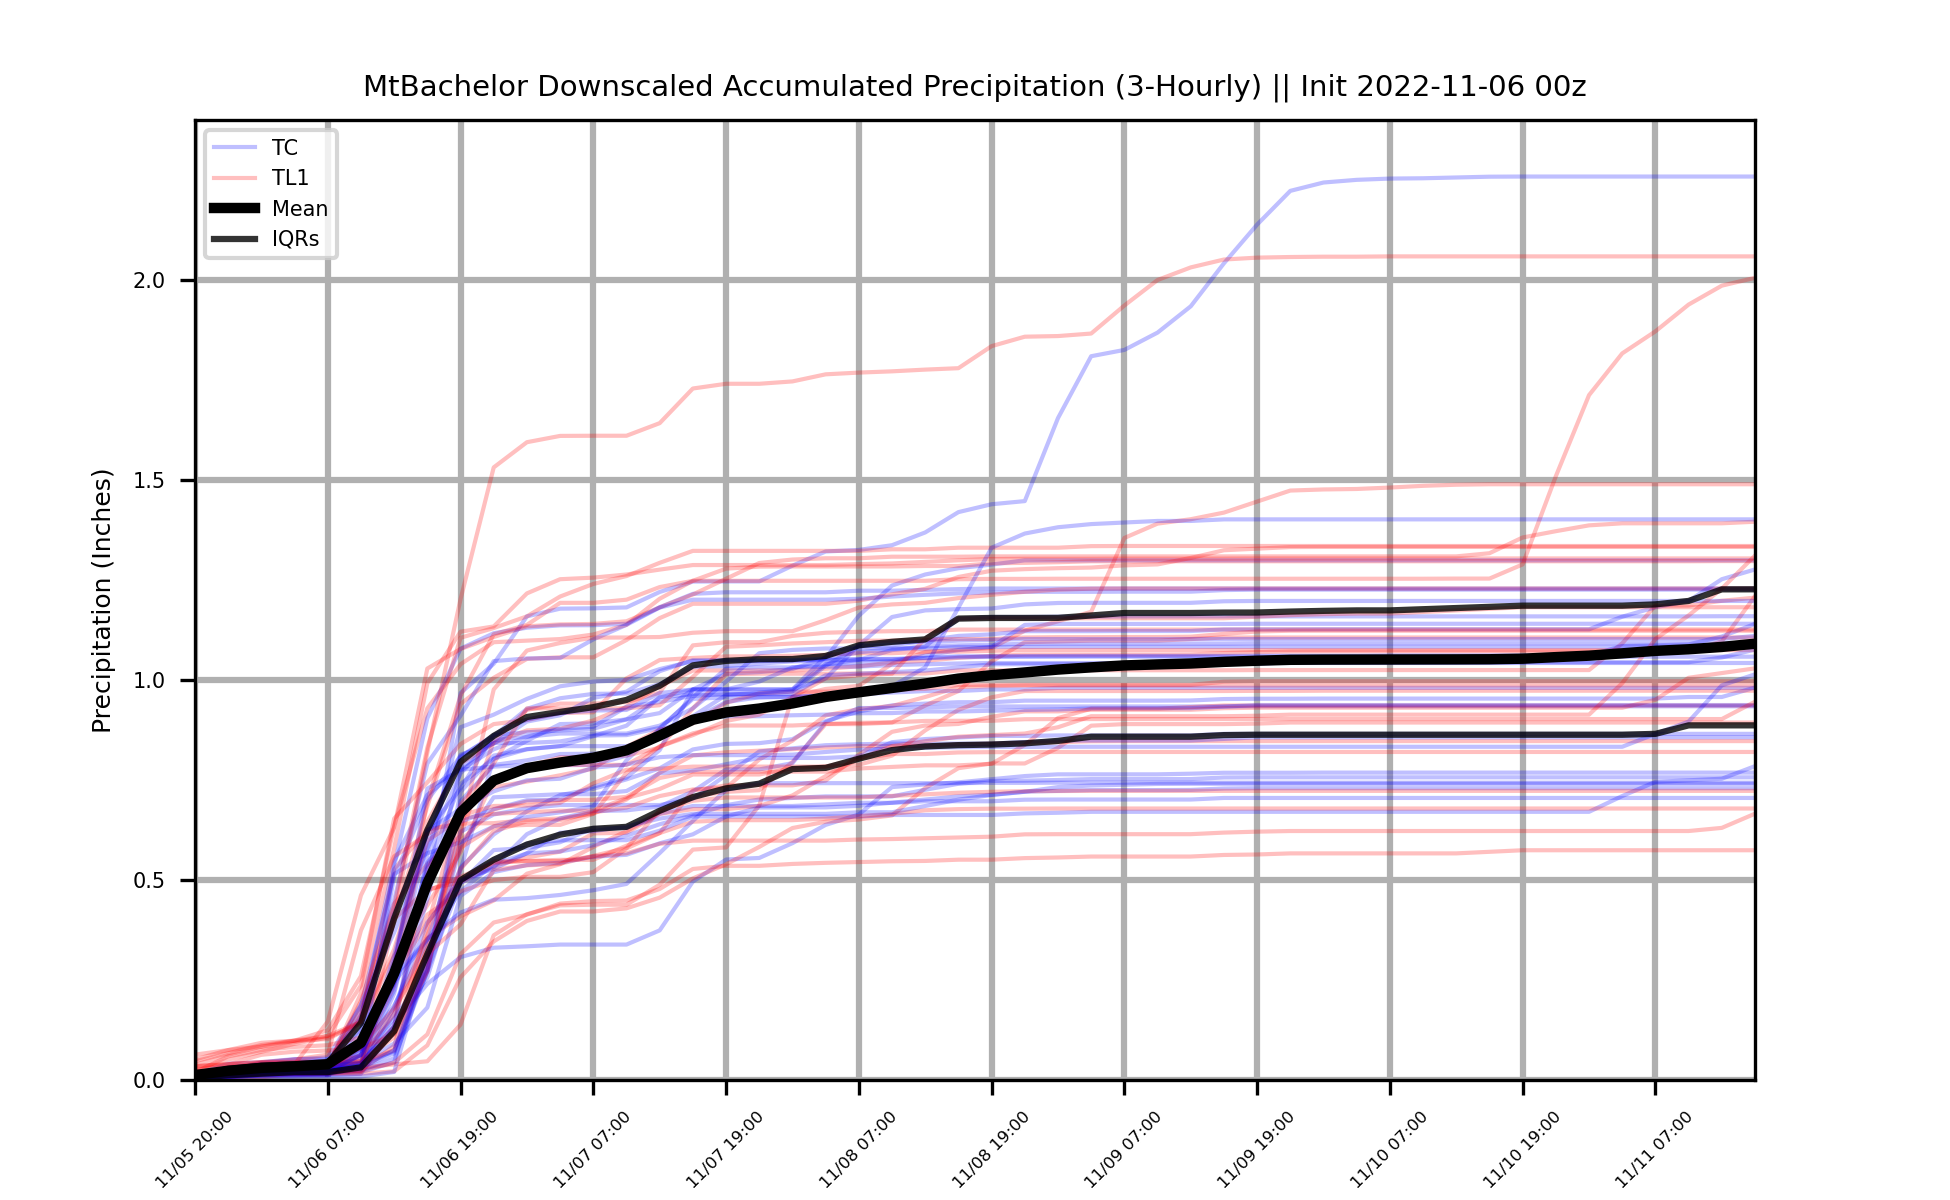 MtBachelor Downscaled Accumulated Precipitation (3-Hourly) || Init 2022-11-06 00z
TC
TL1
Mean
IQRs
Precipitation (Inches)
2.0
1.5
1.0
0.5
0.0
11/05 20:00
11/06 07:00
11/06 19:00
11/07 07:00
11/07 19:00
11/08 07:00
11/08 19:00
11/09 07:00
11/09 19:00
11/10 07:00
11/10 19:00
11/11 07:00